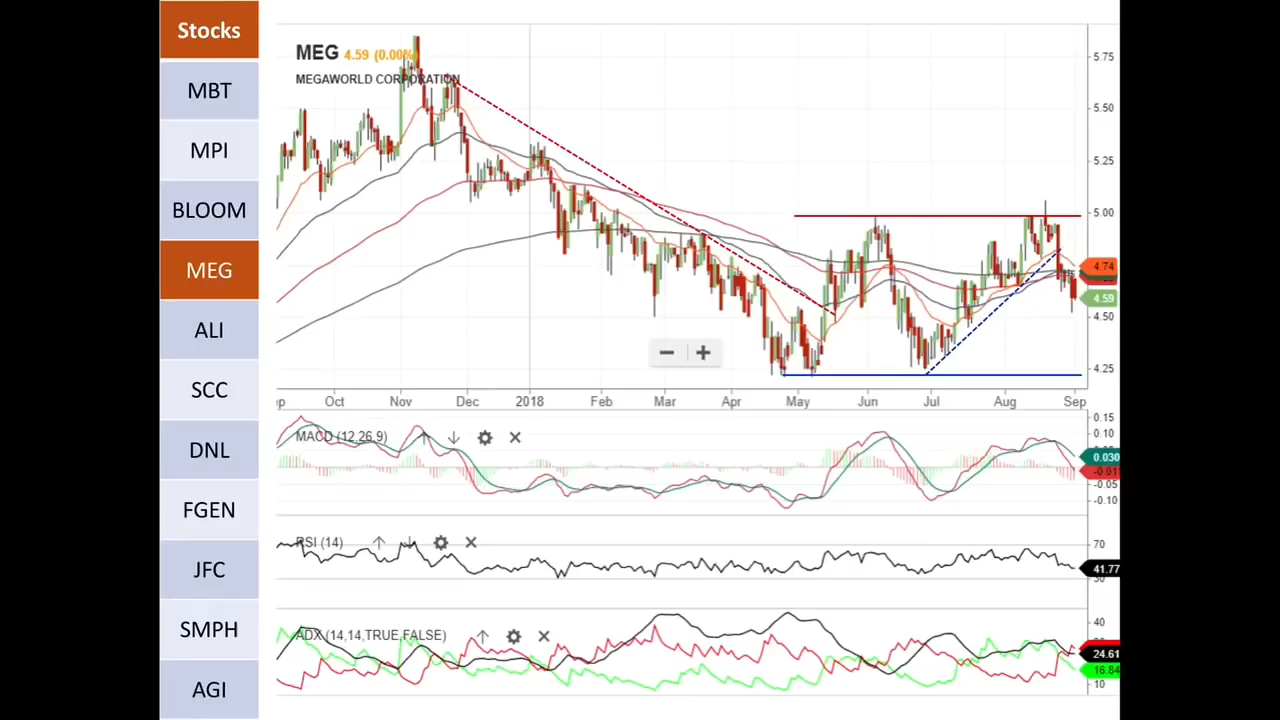 Stocks
MBT
MPI
BLOOM
MEG
ALI
SCC
DNL
FGEN
JFC
SMPH
AGI
MEG 4.59 (0.00%)
MEGAWORLD CORPORATION
5.75
5.50
5.25
5.00
4.74
4.59
4.50
4.25
Oct Nov Dec 2018 Feb Mar Apr May Jun Jul Aug Sep
MACD (12,26,9)
0.15
0.10
0.030
-0.011
-0.05
-0.10
RSI (14)
70
41.77
30
ADX (14,14,TRUE,FALSE)
40
24.61
16.84
10